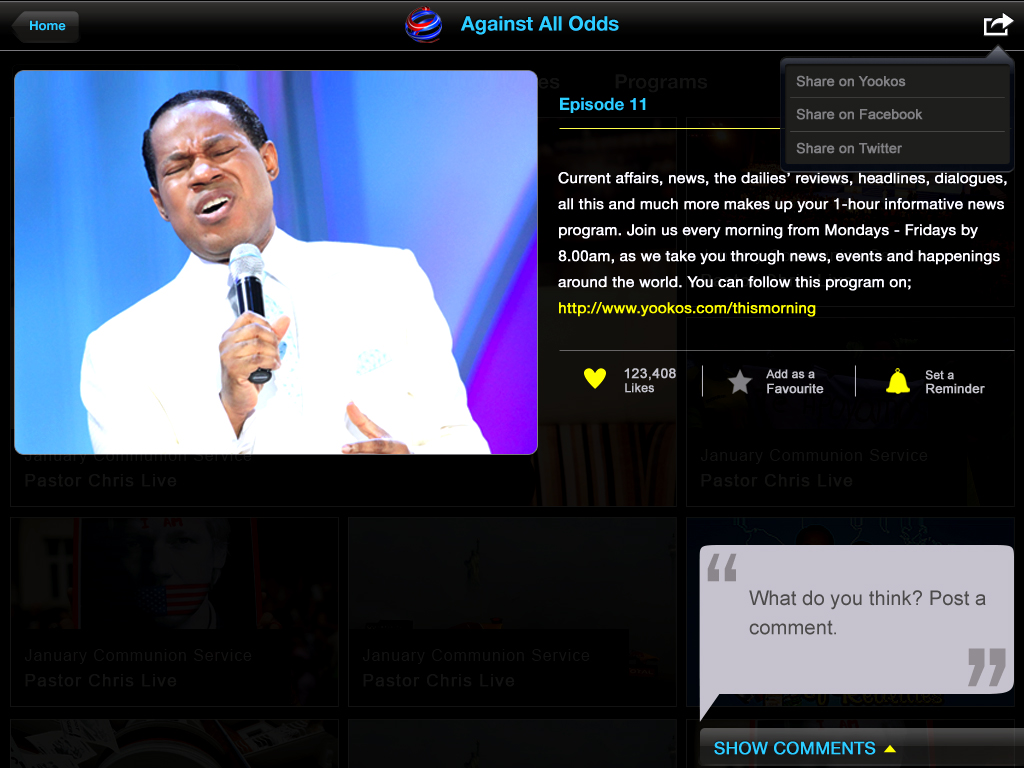 Home
Against All Odds
Programs
Share on Yookos
Share on Facebook
Share on Twitter
Episode 11
Current affairs, news, the dailies’ reviews, headlines, dialogues,
all this and much more makes up your 1-hour informative news
program. Join us every morning from Mondays - Fridays by
8.00am, as we take you through news, events and happenings
around the world. You can follow this program on;
http://www.yookos.com/thismorning
123,408
Likes
Add as a
Favourite
Set a
Reminder
January Communion Service
Pastor Chris Live
January Communion Service
Pastor Chris Live
I AM
January Communion Service
Pastor Chris Live
January Communion Service
Pastor Chris Live
“
What do you think? Post a
comment.
”
SHOW COMMENTS